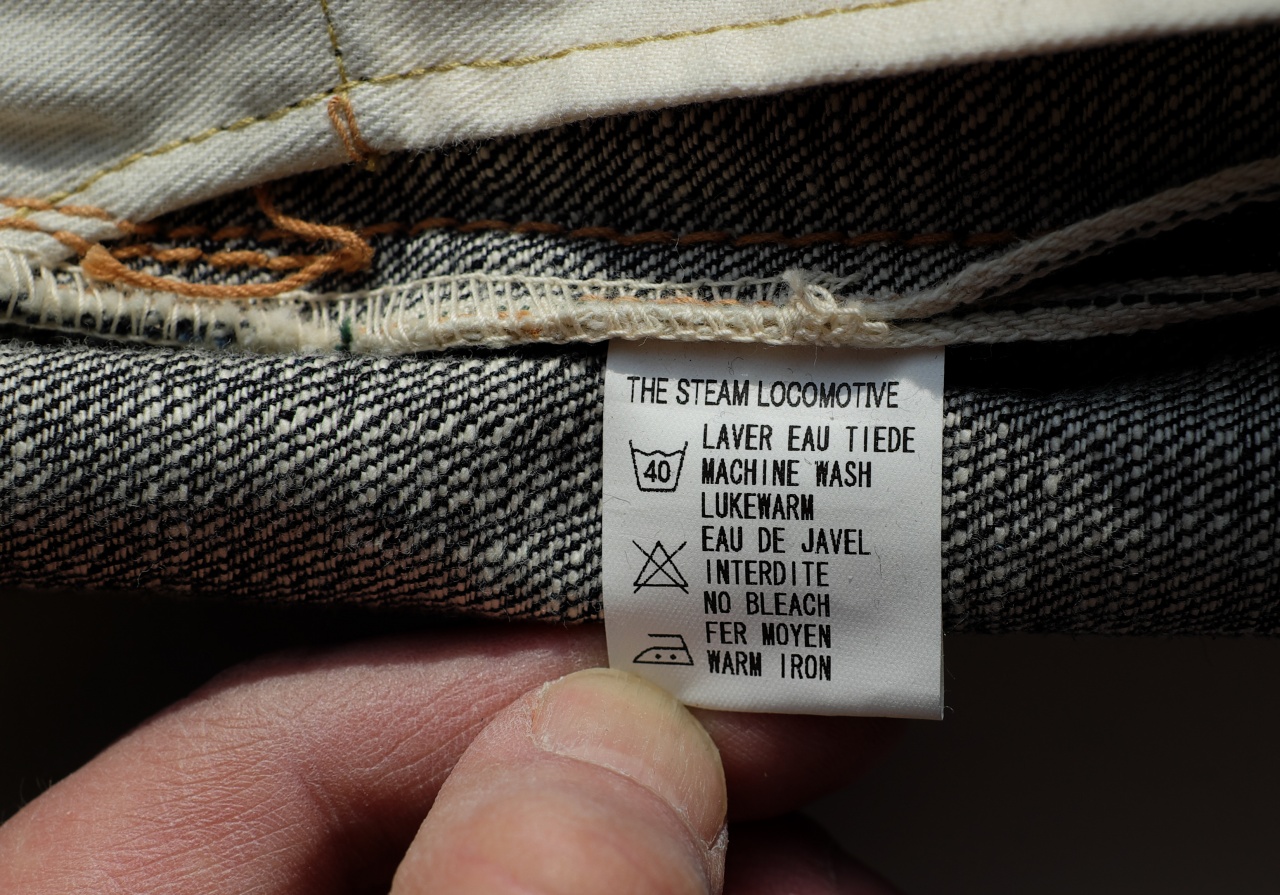 THE STEAM LOCOMOTIVE
LAVER EAU TIEDE
40
MACHINE WASH
LUKEWARM
EAU DE JAVEL
INTERDITE
NO BLEACH
FER MOYEN
WARM IRON